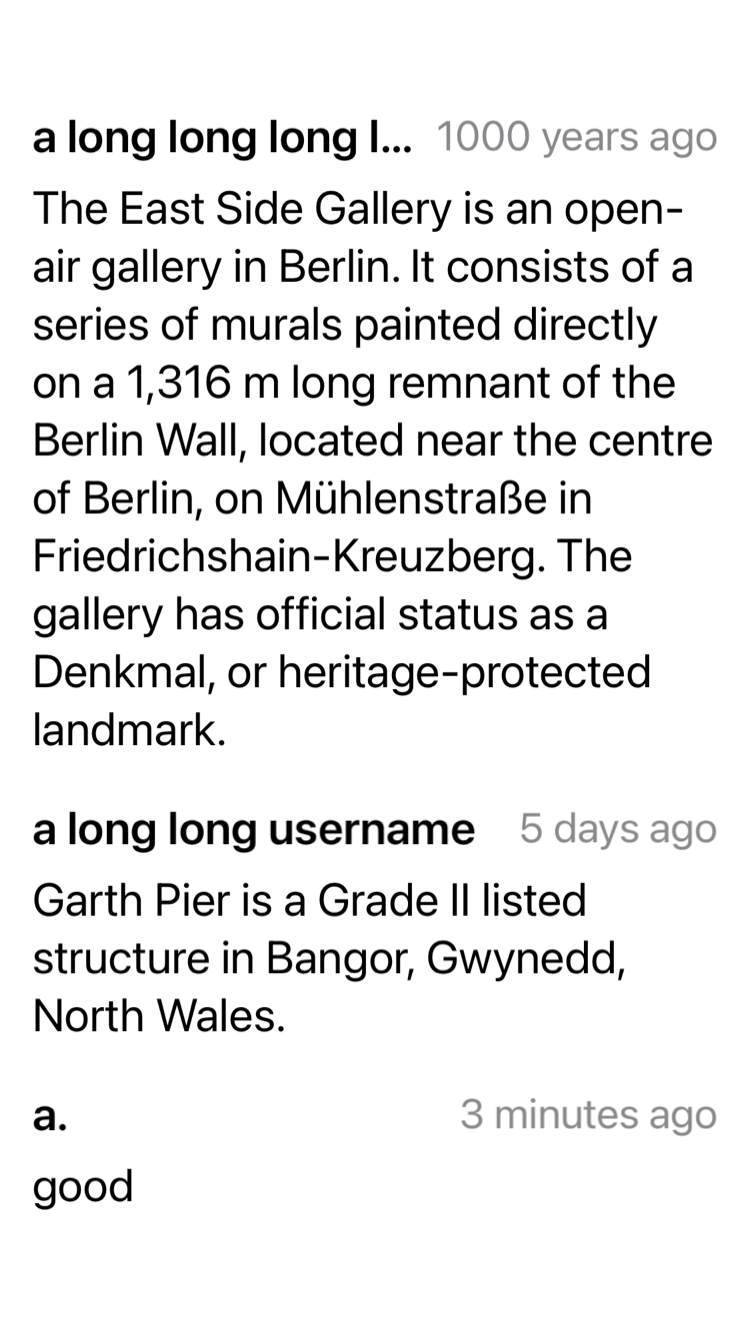 a long long long l... 1000 years ago
The East Side Gallery is an open-
air gallery in Berlin. It consists of a
series of murals painted directly
on a 1,316 m long remnant of the
Berlin Wall, located near the centre
of Berlin, on Mühlenstraße in
Friedrichshain-Kreuzberg. The
gallery has official status as a
Denkmal, or heritage-protected
landmark.
a long long username 5 days ago
Garth Pier is a Grade II listed
structure in Bangor, Gwynedd,
North Wales.
a. 3 minutes ago
good